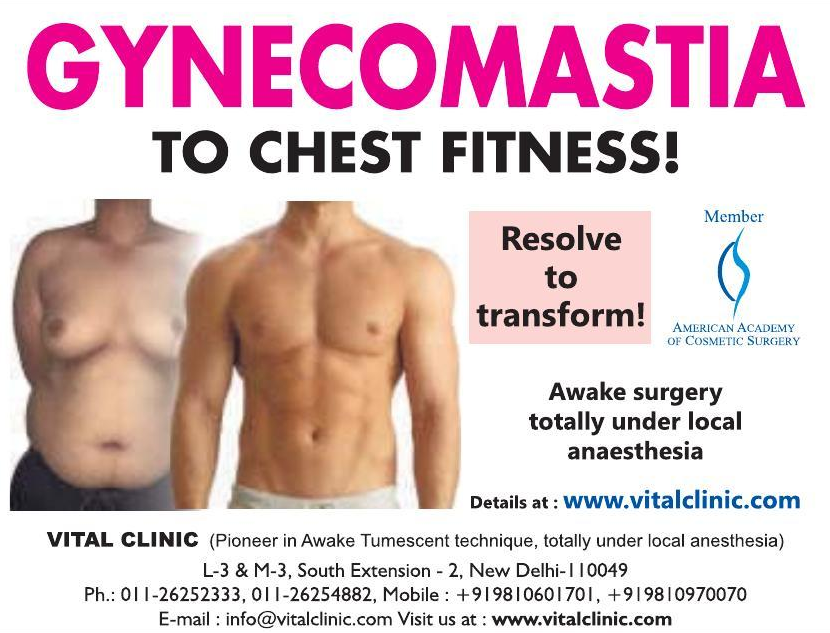 GYNECOMASTIA
TO CHEST FITNESS!
Resolve
to
transform!
Member
AMERICAN ACADEMY
OF COSMETIC SURGERY
Awake surgery
totally under local
anaesthesia
Details at : www.vitalclinic.com
VITAL CLINIC (Pioneer in Awake Tumescent technique, totally under local anesthesia)
L-3 & M-3, South Extension - 2, New Delhi-110049
Ph.: 011-26252333, 011-26254882, Mobile : +919810601701, +919810970070
E-mail : info@vitalclinic.com Visit us at : www.vitalclinic.com